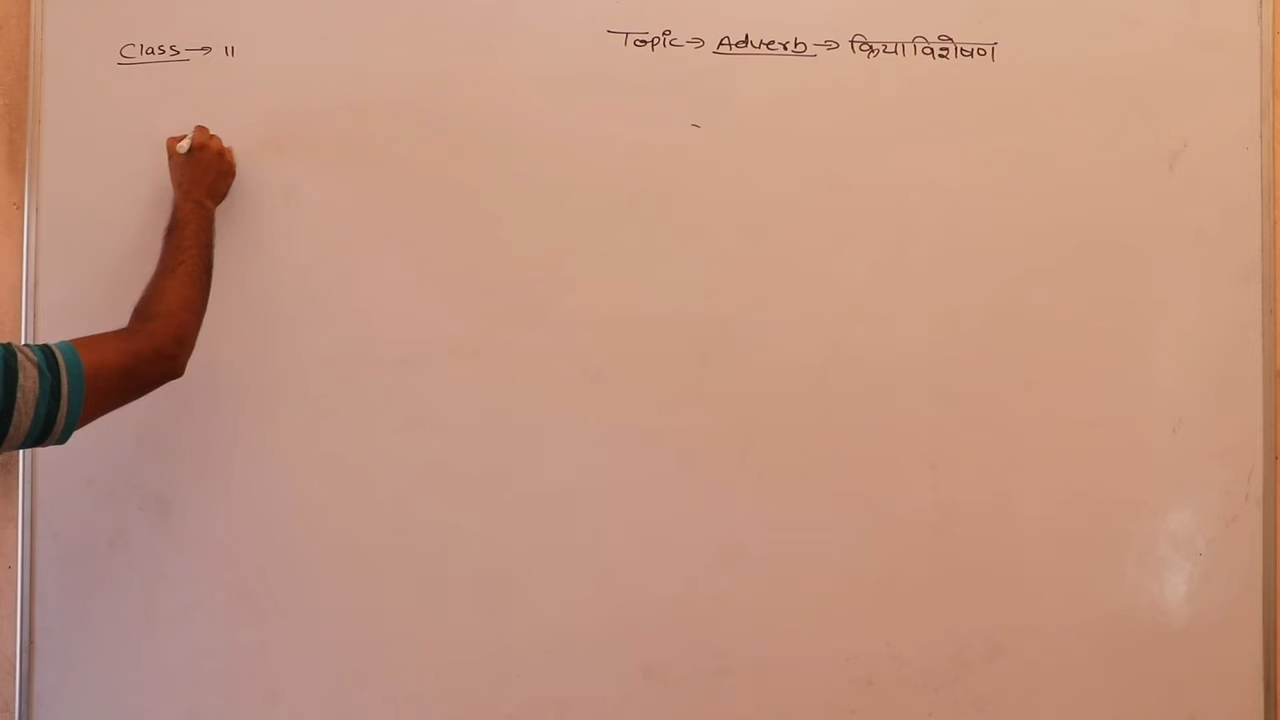 Class → 11
Topic → Adverb → क्रियाविशेषण